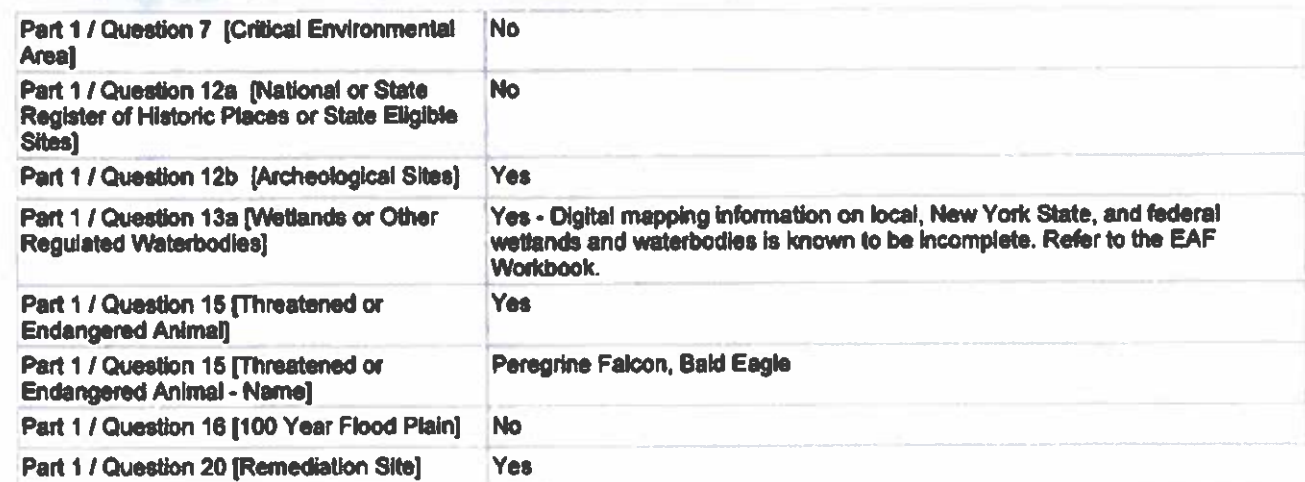 Part 1 / Question 7 [Critical Environmental Area]
No
Part 1 / Question 12a [National or State Register of Historic Places or State Eligible Sites]
No
Part 1 / Question 12b [Archeological Sites]
Yes
Part 1 / Question 13a [Wetlands or Other Regulated Waterbodies]
Yes - Digital mapping information on local, New York State, and federal wetlands and waterbodies is known to be incomplete. Refer to the EAF Workbook.
Part 1 / Question 15 [Threatened or Endangered Animal]
Yes
Part 1 / Question 15 [Threatened or Endangered Animal - Name]
Peregrine Falcon, Bald Eagle
Part 1 / Question 16 [100 Year Flood Plain]
No
Part 1 / Question 20 [Remediation Site]
Yes